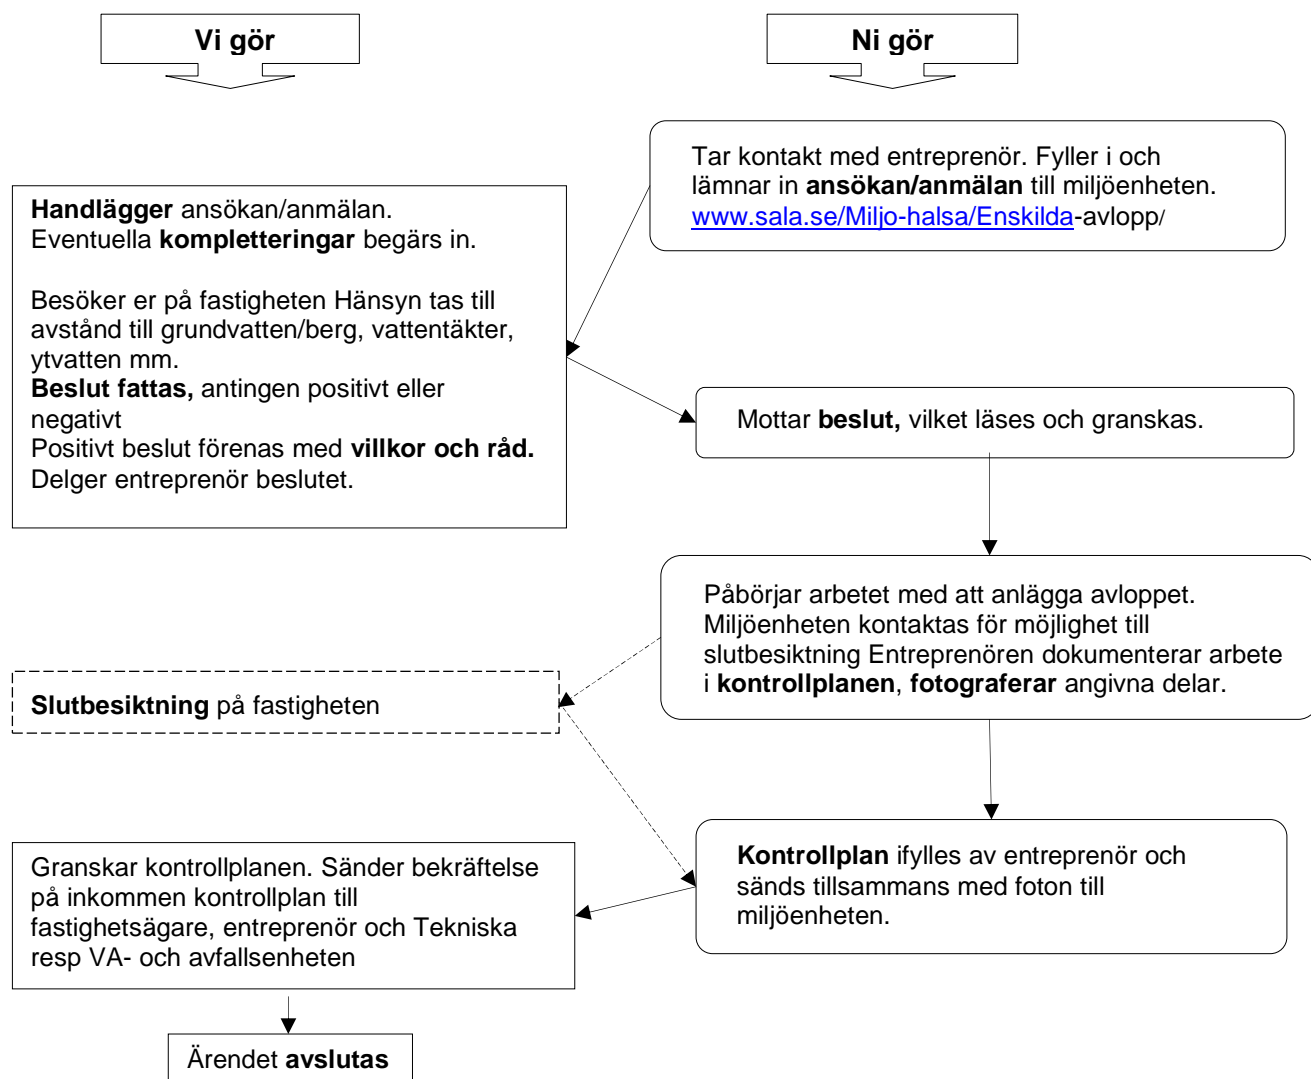 Vi gör
Ni gör
Tar kontakt med entreprenör. Fyller i och
lämnar in ansökan/anmälan till miljöenheten.
www.sala.se/Miljo-halsa/Enskilda-avlopp/
Handlägger ansökan/anmälan.
Eventuella kompletteringar begärs in.
Besöker er på fastigheten Hänsyn tas till
avstånd till grundvatten/berg, vattentäkter,
ytvatten mm.
Beslut fattas, antingen positivt eller
negativt
Positivt beslut förenas med villkor och råd.
Delger entreprenör beslutet.
Mottar beslut, vilket läses och granskas.
Påbörjar arbetet med att anlägga avloppet.
Miljöenheten kontaktas för möjlighet till
slutbesiktning Entreprenören dokumenterar arbete
i kontrollplanen, fotograferar angivna delar.
Slutbesiktning på fastigheten
Kontrollplan ifylles av entreprenör och
sänds tillsammans med foton till
miljöenheten.
Granskar kontrollplanen. Sänder bekräftelse
på inkommen kontrollplan till
fastighetsägare, entreprenör och Tekniska
resp VA- och avfallsenheten
Ärendet avslutas